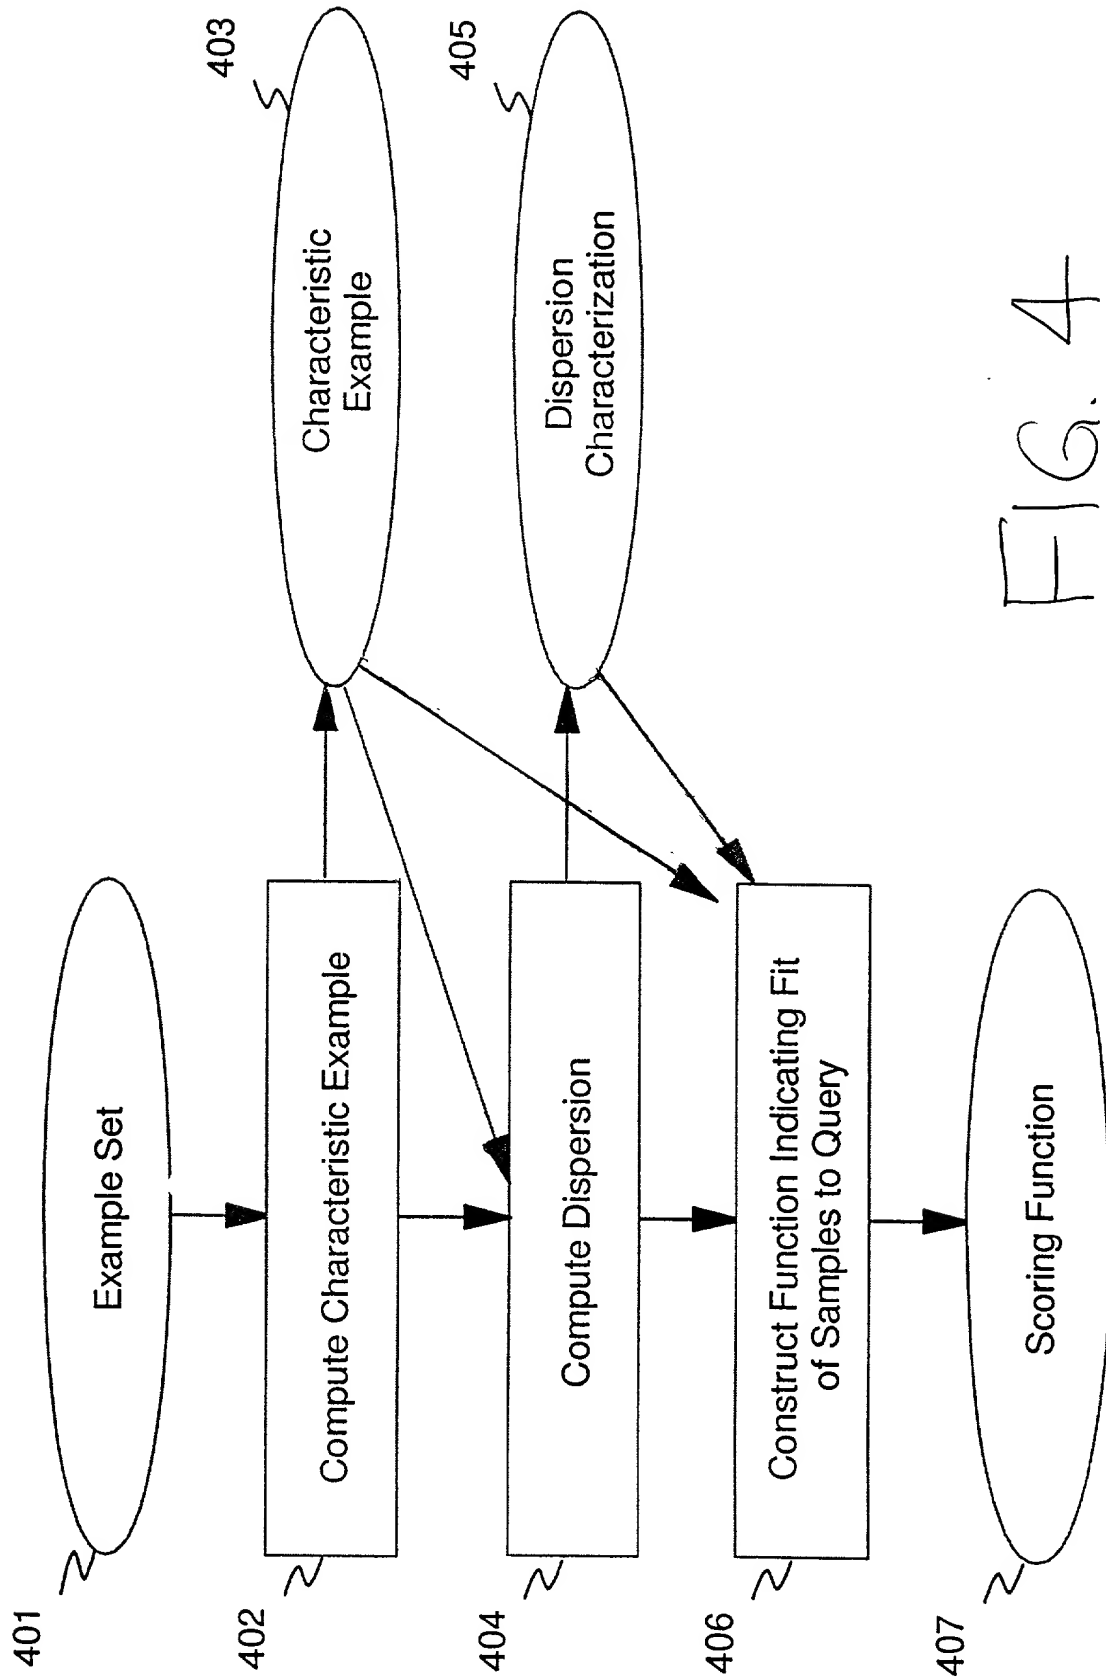 401
Example Set
402
Compute Characteristic Example
403
Characteristic
Example
404
Compute Dispersion
405
Dispersion
Characterization
406
Construct Function Indicating Fit
of Samples to Query
407
Scoring Function
FIG. 4